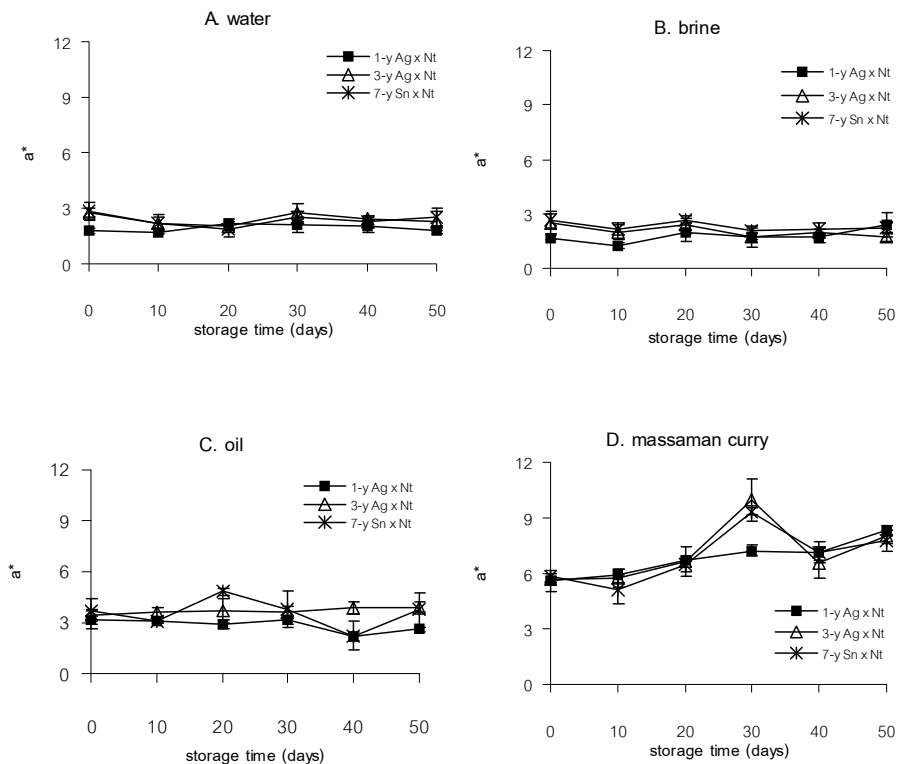 A. water
12
9
6
3
0
a*
1-y Ag x Nt
3-y Ag x Nt
7-y Sn x Nt
0 10 20 30 40 50
storage time (days)
B. brine
12
9
6
3
0
a*
1-y Ag x Nt
3-y Ag x Nt
7-y Sn x Nt
0 10 20 30 40 50
storage time (days)
C. oil
12
9
6
3
0
a*
1-y Ag x Nt
3-y Ag x Nt
7-y Sn x Nt
0 10 20 30 40 50
storage time (days)
D. massaman curry
12
9
6
3
0
a*
1-y Ag x Nt
3-y Ag x Nt
7-y Sn x Nt
0 10 20 30 40 50
storage time (days)